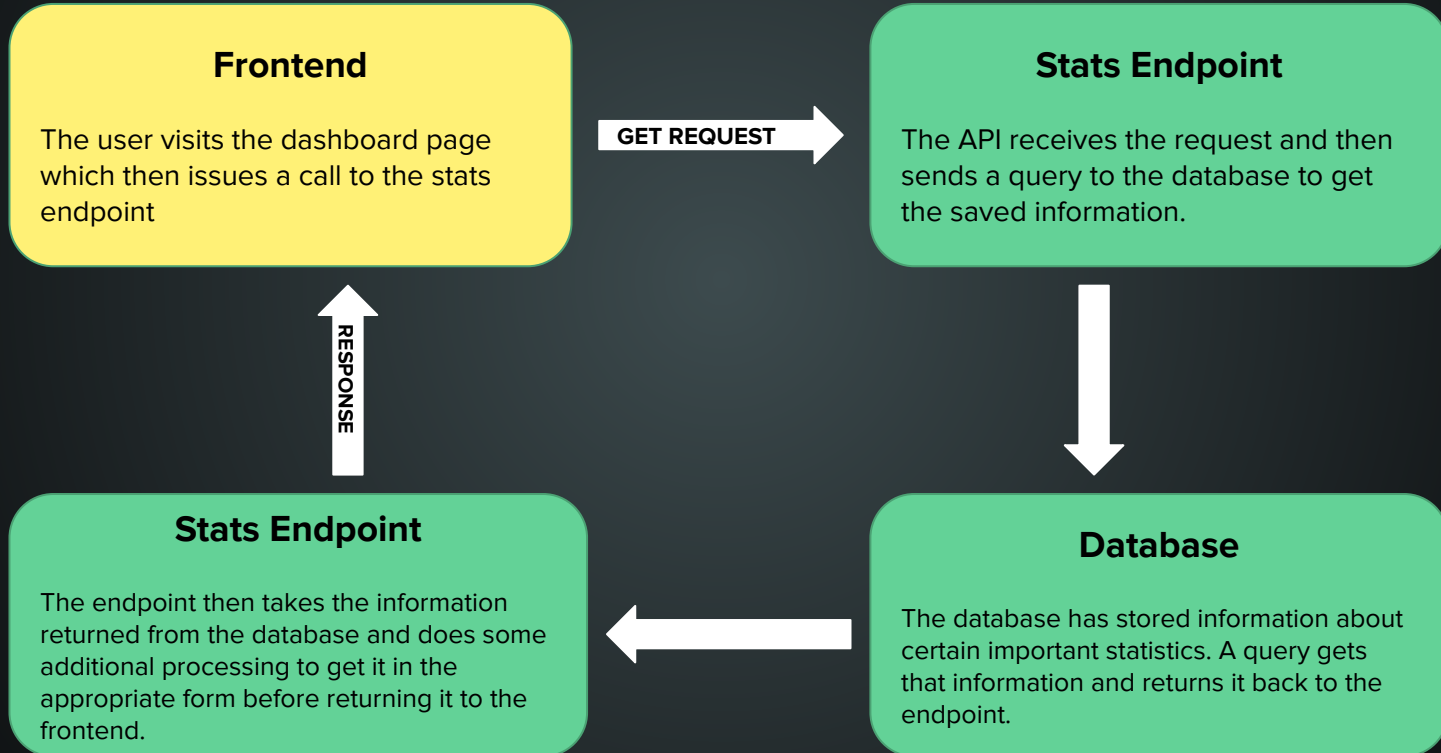 Frontend
The user visits the dashboard page
which then issues a call to the stats
endpoint
GET REQUEST
Stats Endpoint
The API receives the request and then
sends a query to the database to get
the saved information.
RESPONSE
Stats Endpoint
The endpoint then takes the information
returned from the database and does some
additional processing to get it in the
appropriate form before returning it to the
frontend.
Database
The database has stored information about
certain important statistics. A query gets
that information and returns it back to the
endpoint.